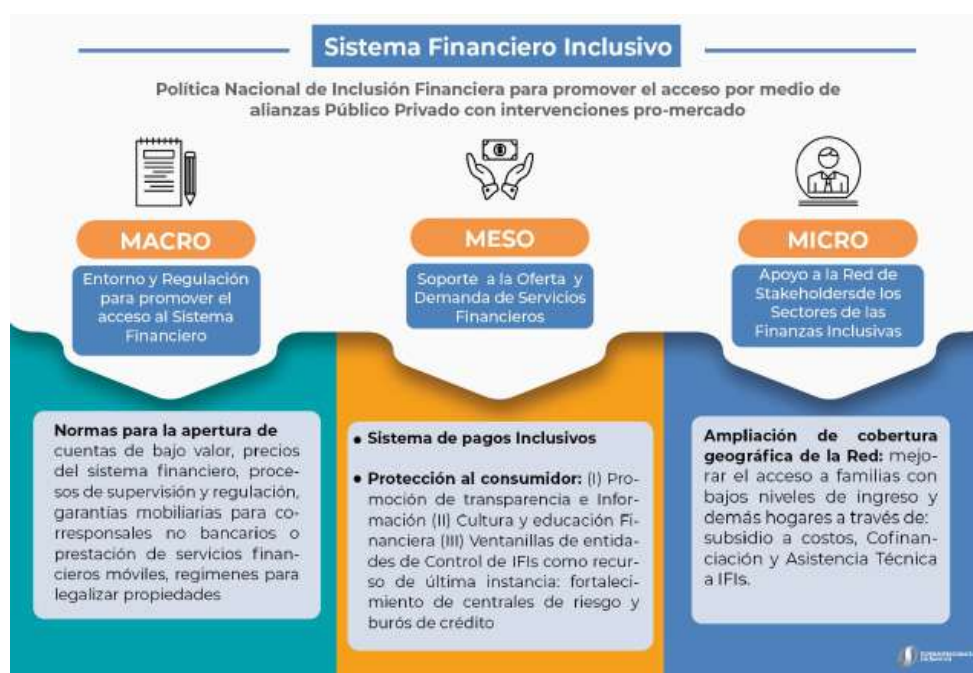 Sistema Financiero Inclusivo
Política Nacional de Inclusión Financiera para promover el acceso por medio de
alianzas Público Privado con intervenciones pro-mercado
MACRO
Entorno y Regulación
para promover el
acceso al Sistema
Financiero
Normas para la apertura de
cuentas de bajo valor, precios
del sistema financiero, proce-
sos de supervisión y regulación,
garantías mobiliarias para co-
rresponsales no bancarios o
prestación de servicios finan-
cieros móviles, regimenes para
legalizar propiedades
MESO
Soporte a la Oferta y
Demanda de Servicios
Financieros
• Sistema de pagos Inclusivos
• Protección al consumidor: (I) Pro-
moción de transparencia e Infor-
mación (II) Cultura y educación Fi-
nanciera (III) Ventanillas de entida-
des de Control de IFIs como recur-
so de última instancia: fortaleci-
miento de centrales de riesgo y
burós de crédito
MICRO
Apoyo a la Red de
Stakeholdersde los
Sectores de las
Finanzas Inclusivas
Ampliación de cobertura
geográfica de la Red: mejo-
rar el acceso a familias con
bajos niveles de ingreso y
demás hogares a través de:
subsidio a costos, Cofinan-
ciación y Asistencia Técnica
a IFIs.